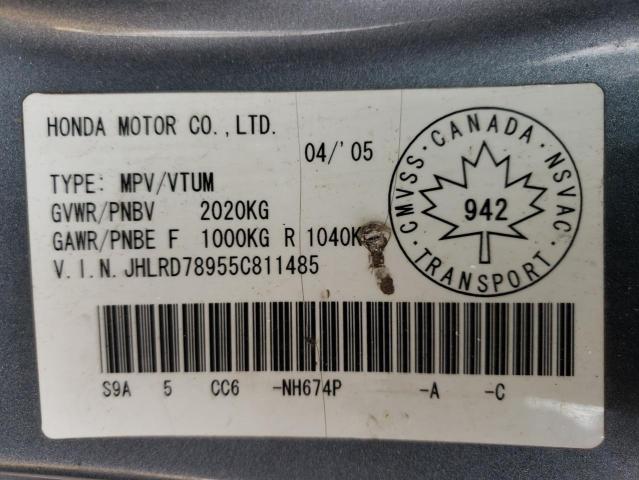 HONDA MOTOR CO.,LTD.
04/'05
TYPE: MPV/VTUM
GVWR/PNBV 2020KG
GAWR/PNBE F 1000KG R 1040K
V.I.N. JHLRD78955C811485
CANADA · NSVAC · TRANSPORT · CMVSS ·
942
S9A 5 CC6 -NH674P -A -C